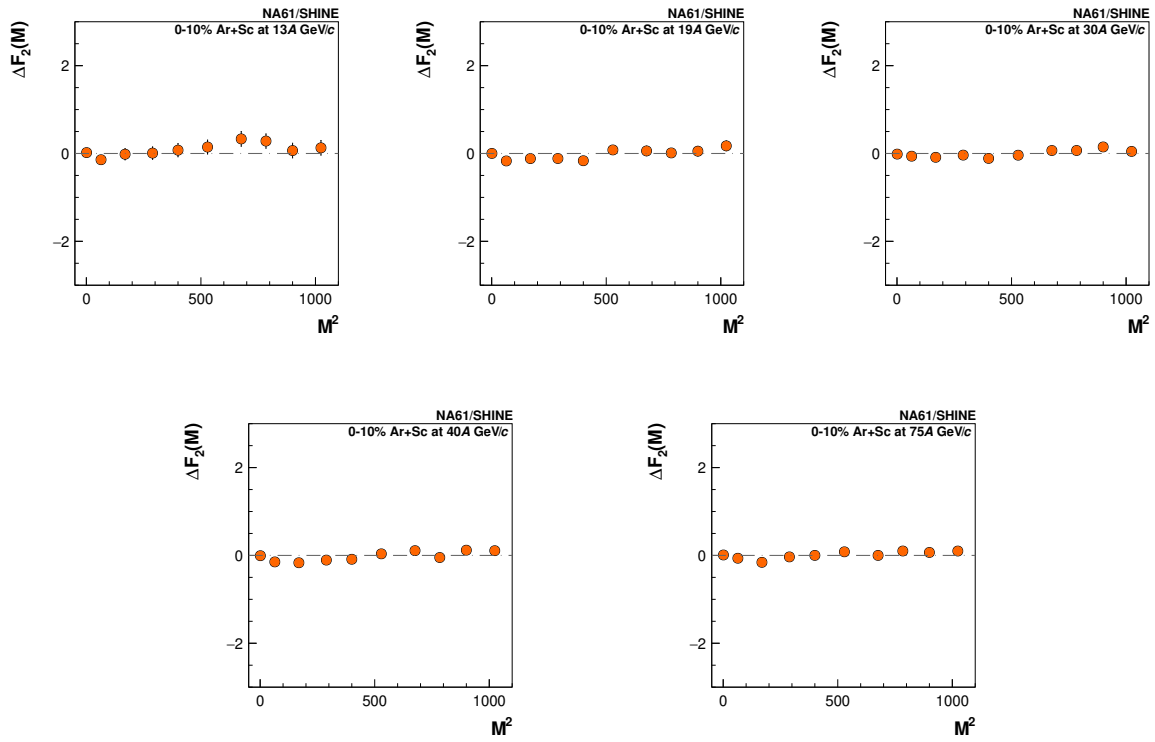 NA61/SHINE
0-10% Ar+Sc at 13A GeV/c
ΔF₂(M)
2
0
−2
0 500 1000
M²
NA61/SHINE
0-10% Ar+Sc at 19A GeV/c
ΔF₂(M)
2
0
−2
0 500 1000
M²
NA61/SHINE
0-10% Ar+Sc at 30A GeV/c
ΔF₂(M)
2
0
−2
0 500 1000
M²
NA61/SHINE
0-10% Ar+Sc at 40A GeV/c
ΔF₂(M)
2
0
−2
0 500 1000
M²
NA61/SHINE
0-10% Ar+Sc at 75A GeV/c
ΔF₂(M)
2
0
−2
0 500 1000
M²